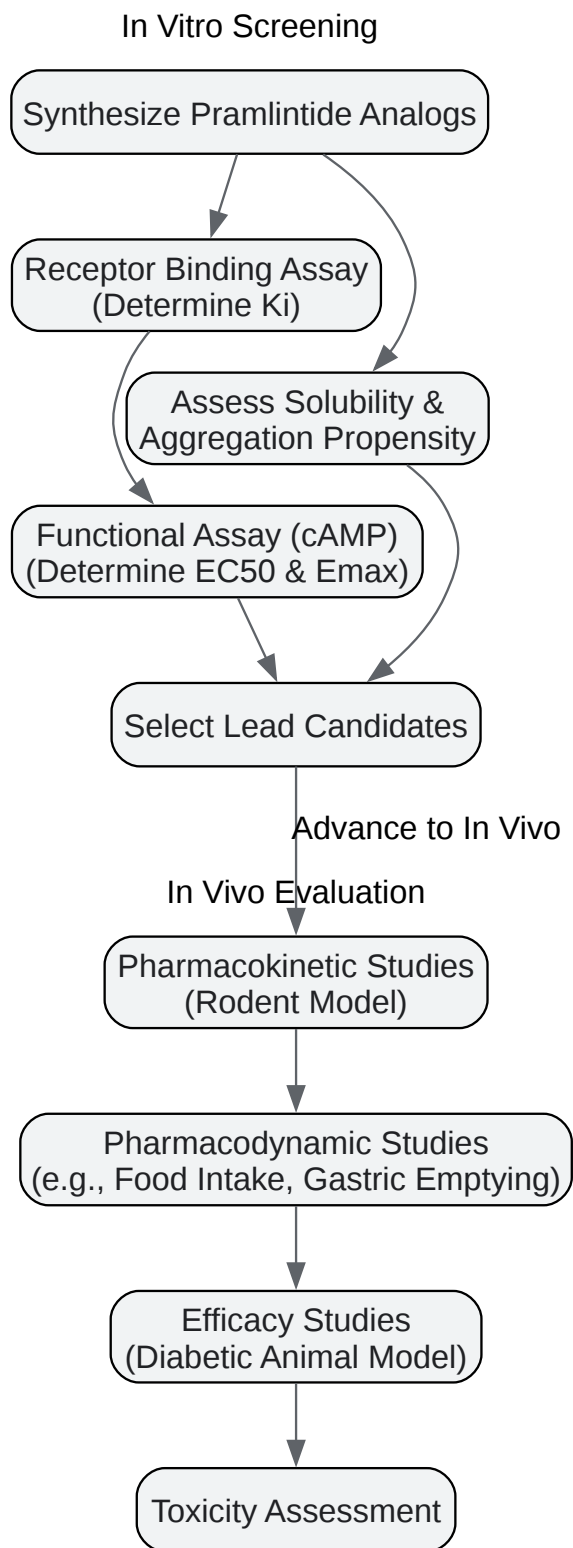 In Vitro Screening
Synthesize Pramlintide Analogs
Receptor Binding Assay
(Determine Ki)
Assess Solubility &
Aggregation Propensity
Functional Assay (cAMP)
(Determine EC50 & Emax)
Select Lead Candidates
Advance to In Vivo
In Vivo Evaluation
Pharmacokinetic Studies
(Rodent Model)
Pharmacodynamic Studies
(e.g., Food Intake, Gastric Emptying)
Efficacy Studies
(Diabetic Animal Model)
Toxicity Assessment